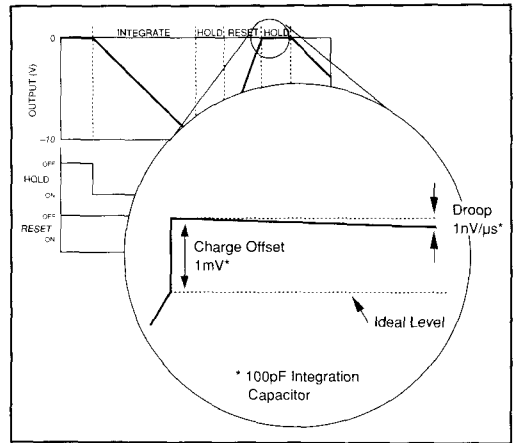 INTEGRATE HOLD RESET HOLD
0
OUTPUT (V)
–10
OFF
HOLD
ON
OFF
RESET
ON
Droop
1nV/µs*
Charge Offset
1mV*
Ideal Level
* 100pF Integration
Capacitor